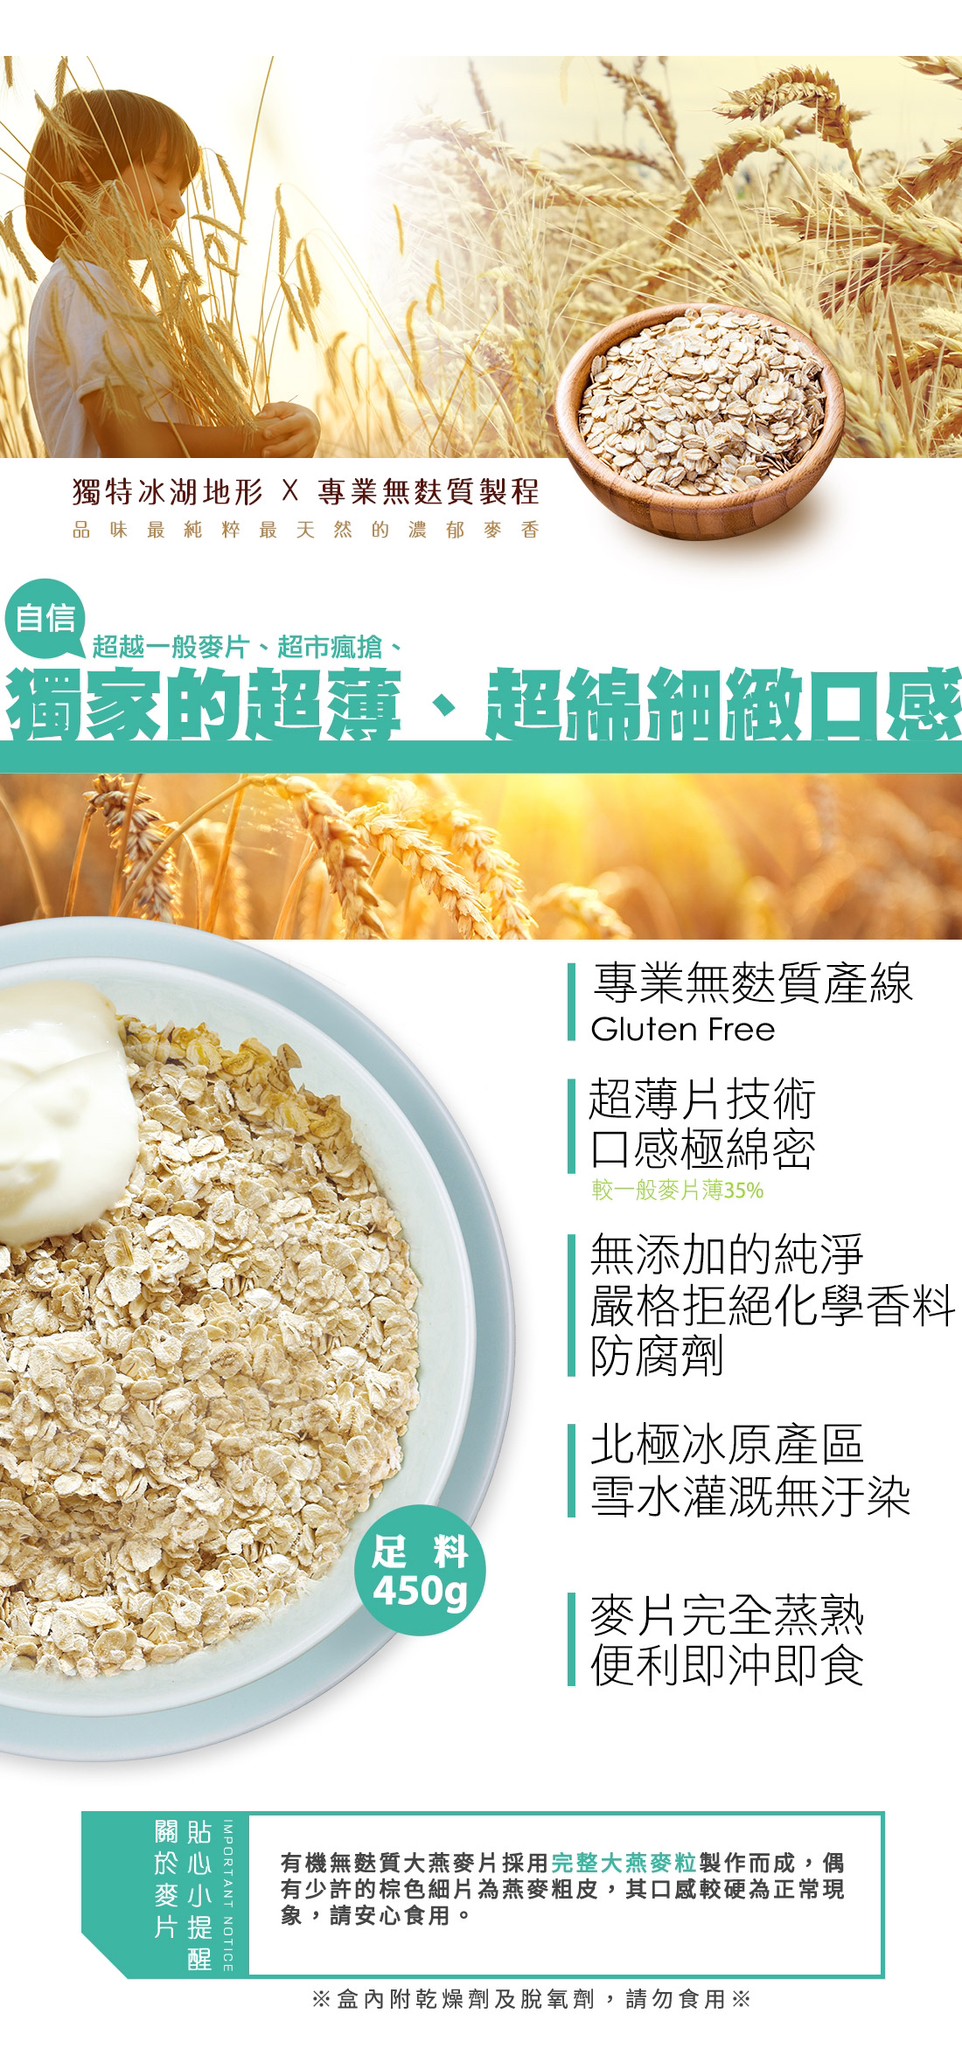 獨特冰湖地形 X 專業無麩質製程
品味最純粹最天然的濃郁麥香
自信
超越一般麥片、超市瘋搶、
獨家的超薄、超綿細緻口感
專業無麩質產線
Gluten Free
超薄片技術
口感極綿密
較一般麥片薄35%
無添加的純淨
嚴格拒絕化學香料
防腐劑
北極冰原產區
雪水灌溉無汙染
足料
450g
麥片完全蒸熟
便利即沖即食
關於麥片
貼心小提醒
IMPORTANT NOTICE
有機無麩質大燕麥片採用完整大燕麥粒製作而成，偶
有少許的棕色細片為燕麥粗皮，其口感較硬為正常現
象，請安心食用。
※盒內附乾燥劑及脫氧劑，請勿食用※